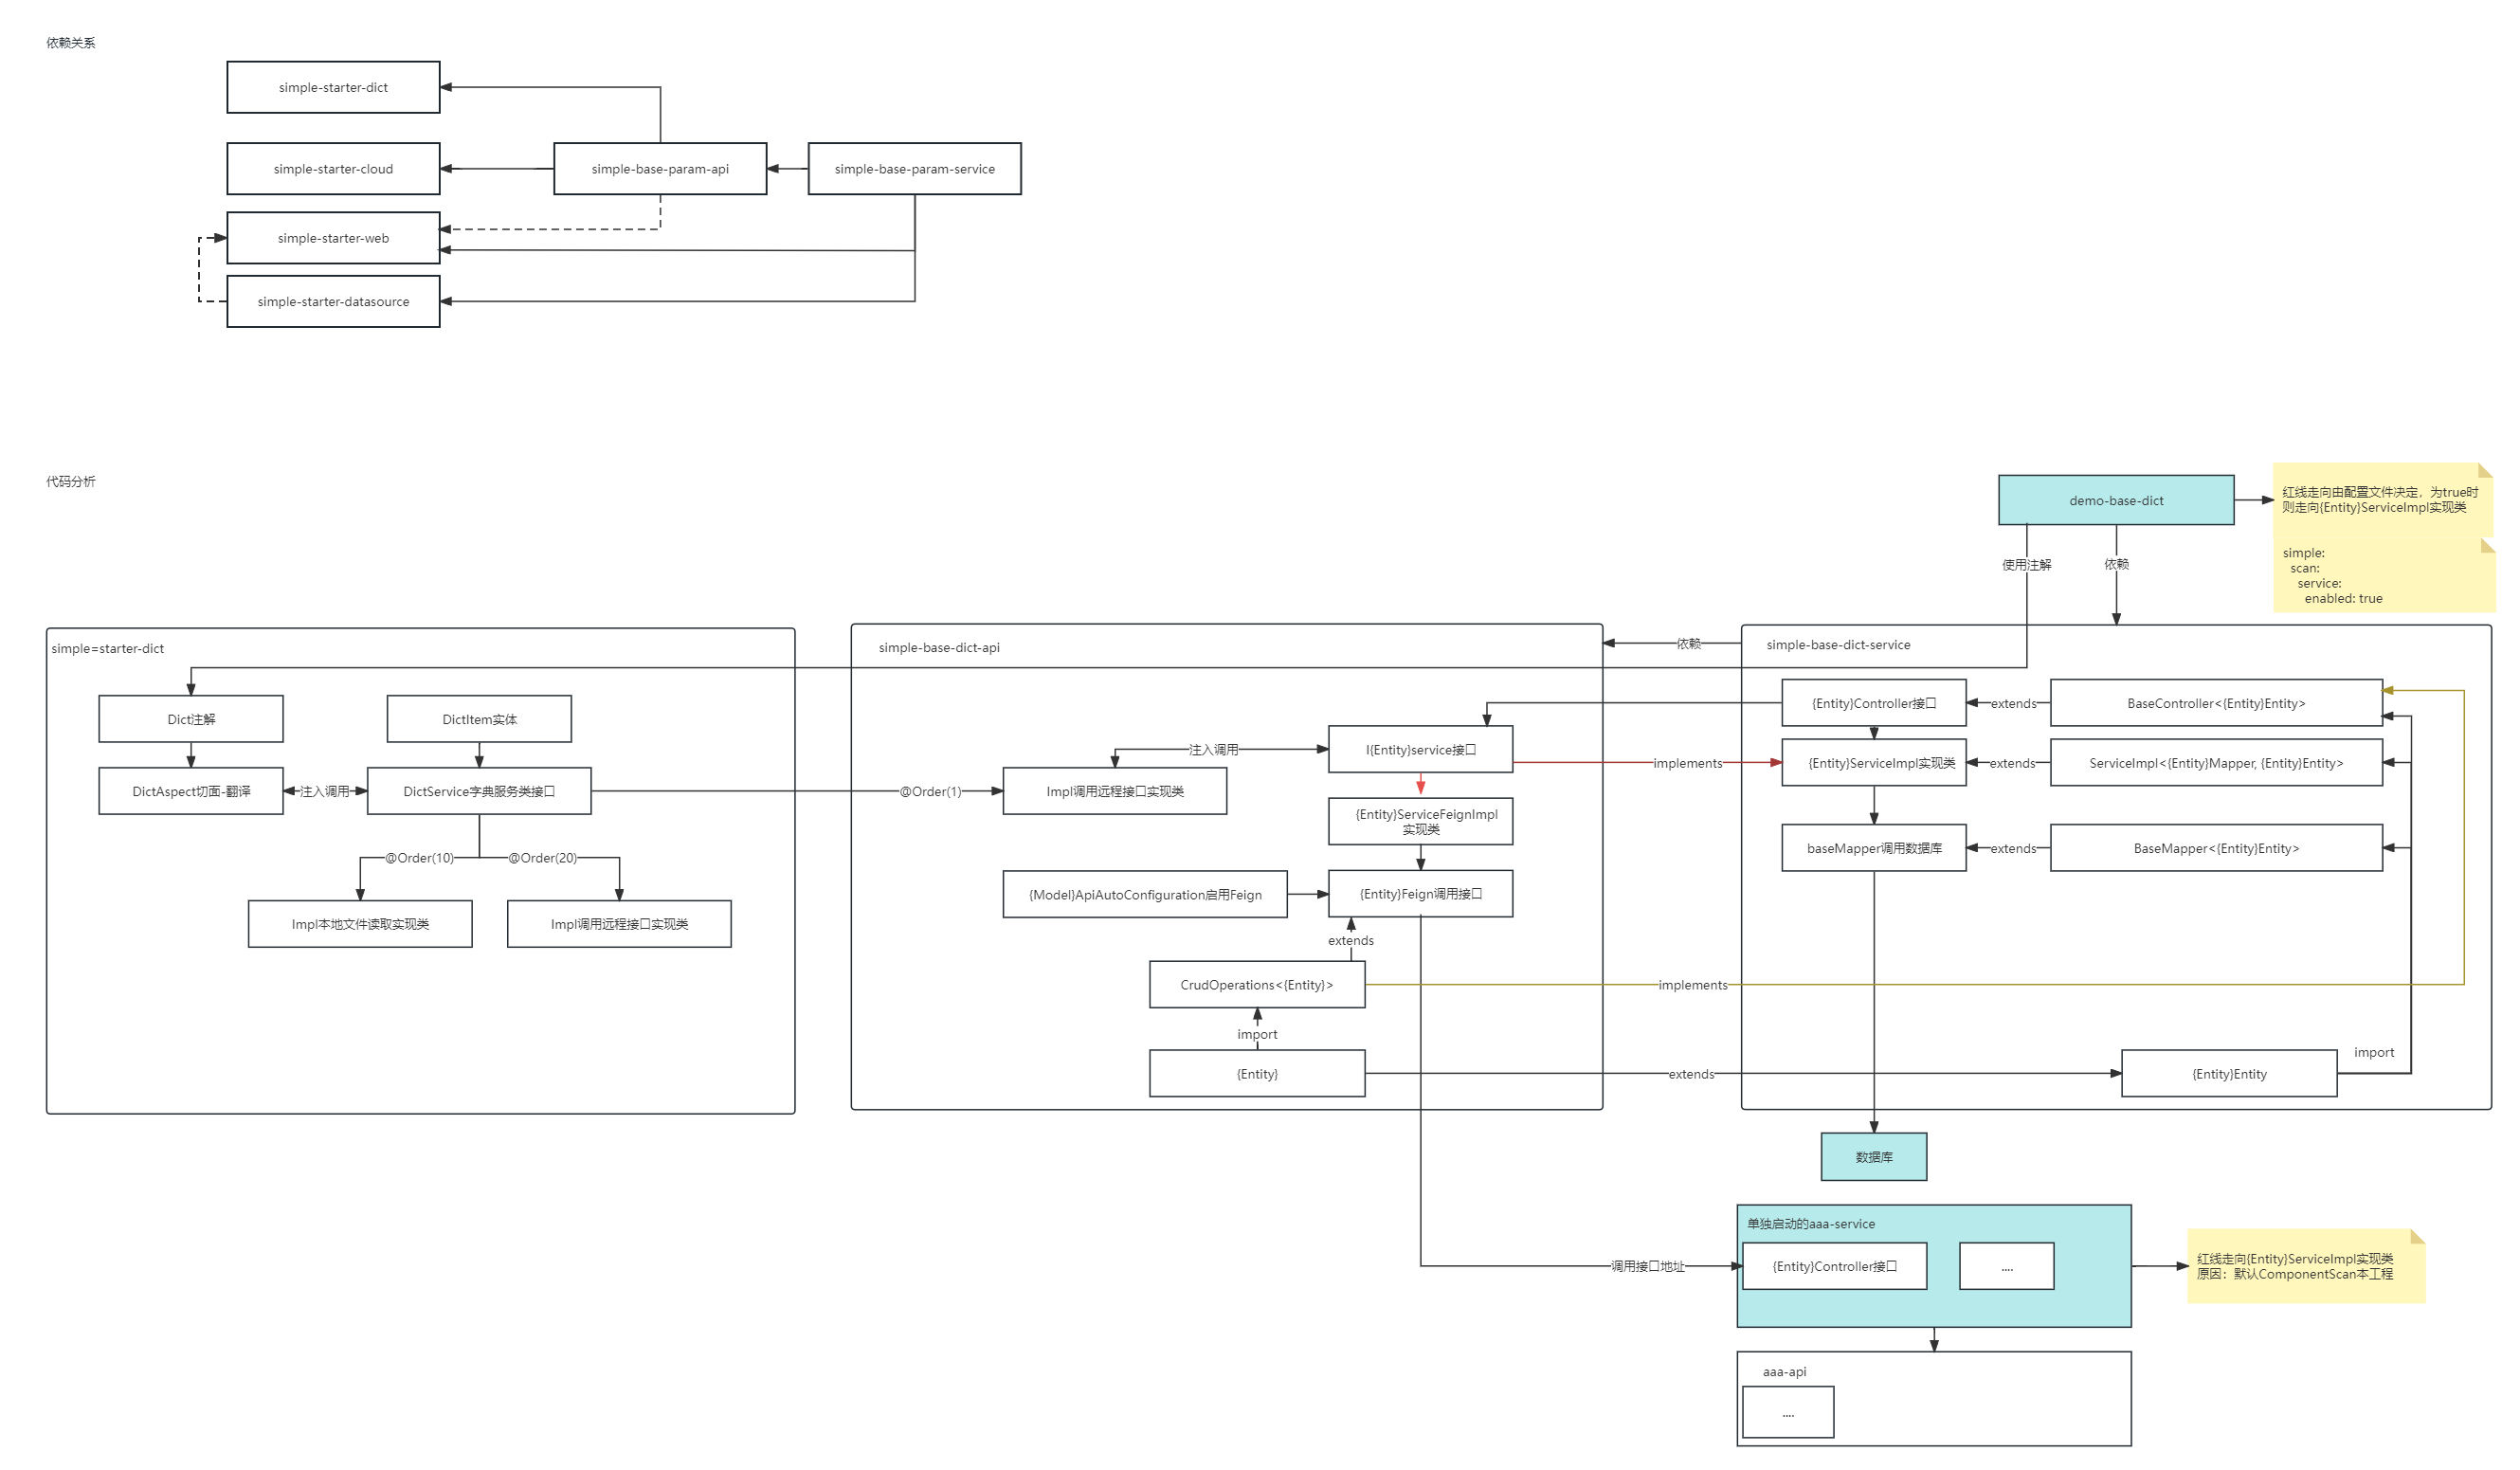 依赖关系
simple-starter-dict
simple-starter-cloud
simple-base-param-api
simple-base-param-service
simple-starter-web
simple-starter-datasource
代码分析
demo-base-dict
红线走向由配置文件决定，为true时
则走向{Entity}ServiceImpl实现类
simple:
scan:
service:
enabled: true
使用注解
依赖
simple=starter-dict
Dict注解
DictItem实体
DictAspect切面-翻译
注入调用
DictService字典服务类接口
@Order(1)
@Order(10)
@Order(20)
Impl本地文件读取实现类
Impl调用远程接口实现类
simple-base-dict-api
依赖
I{Entity}service接口
注入调用
Impl调用远程接口实现类
implements
{Entity}ServiceFeignImpl
实现类
{Model}ApiAutoConfiguration启用Feign
{Entity}Feign调用接口
extends
CrudOperations<{Entity}>
implements
import
{Entity}
extends
simple-base-dict-service
{Entity}Controller接口
extends
BaseController<{Entity}Entity>
{Entity}ServiceImpl实现类
extends
ServiceImpl<{Entity}Mapper, {Entity}Entity>
baseMapper调用数据库
extends
BaseMapper<{Entity}Entity>
import
{Entity}Entity
数据库
单独启动的aaa-service
调用接口地址
{Entity}Controller接口
....
红线走向{Entity}ServiceImpl实现类
原因：默认ComponentScan本工程
aaa-api
....